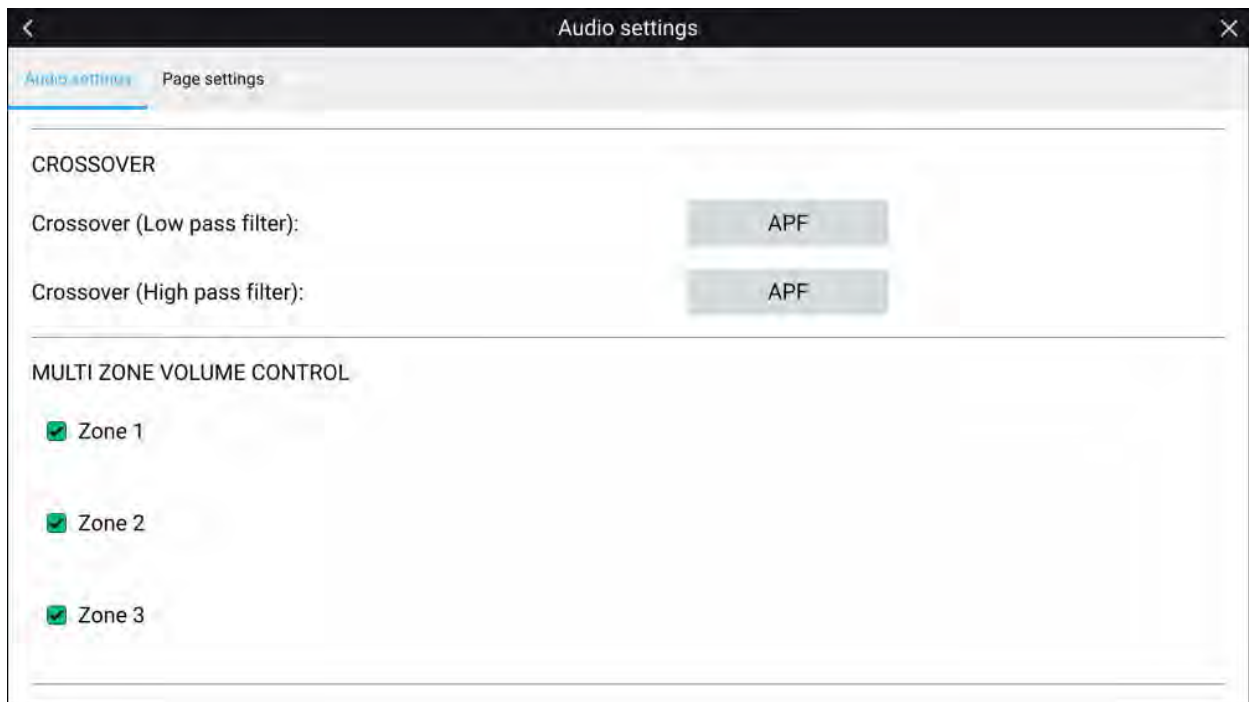 Audio settings
Audio settings Page settings
CROSSOVER
Crossover (Low pass filter): APF
Crossover (High pass filter): APF
MULTI ZONE VOLUME CONTROL
Zone 1
Zone 2
Zone 3